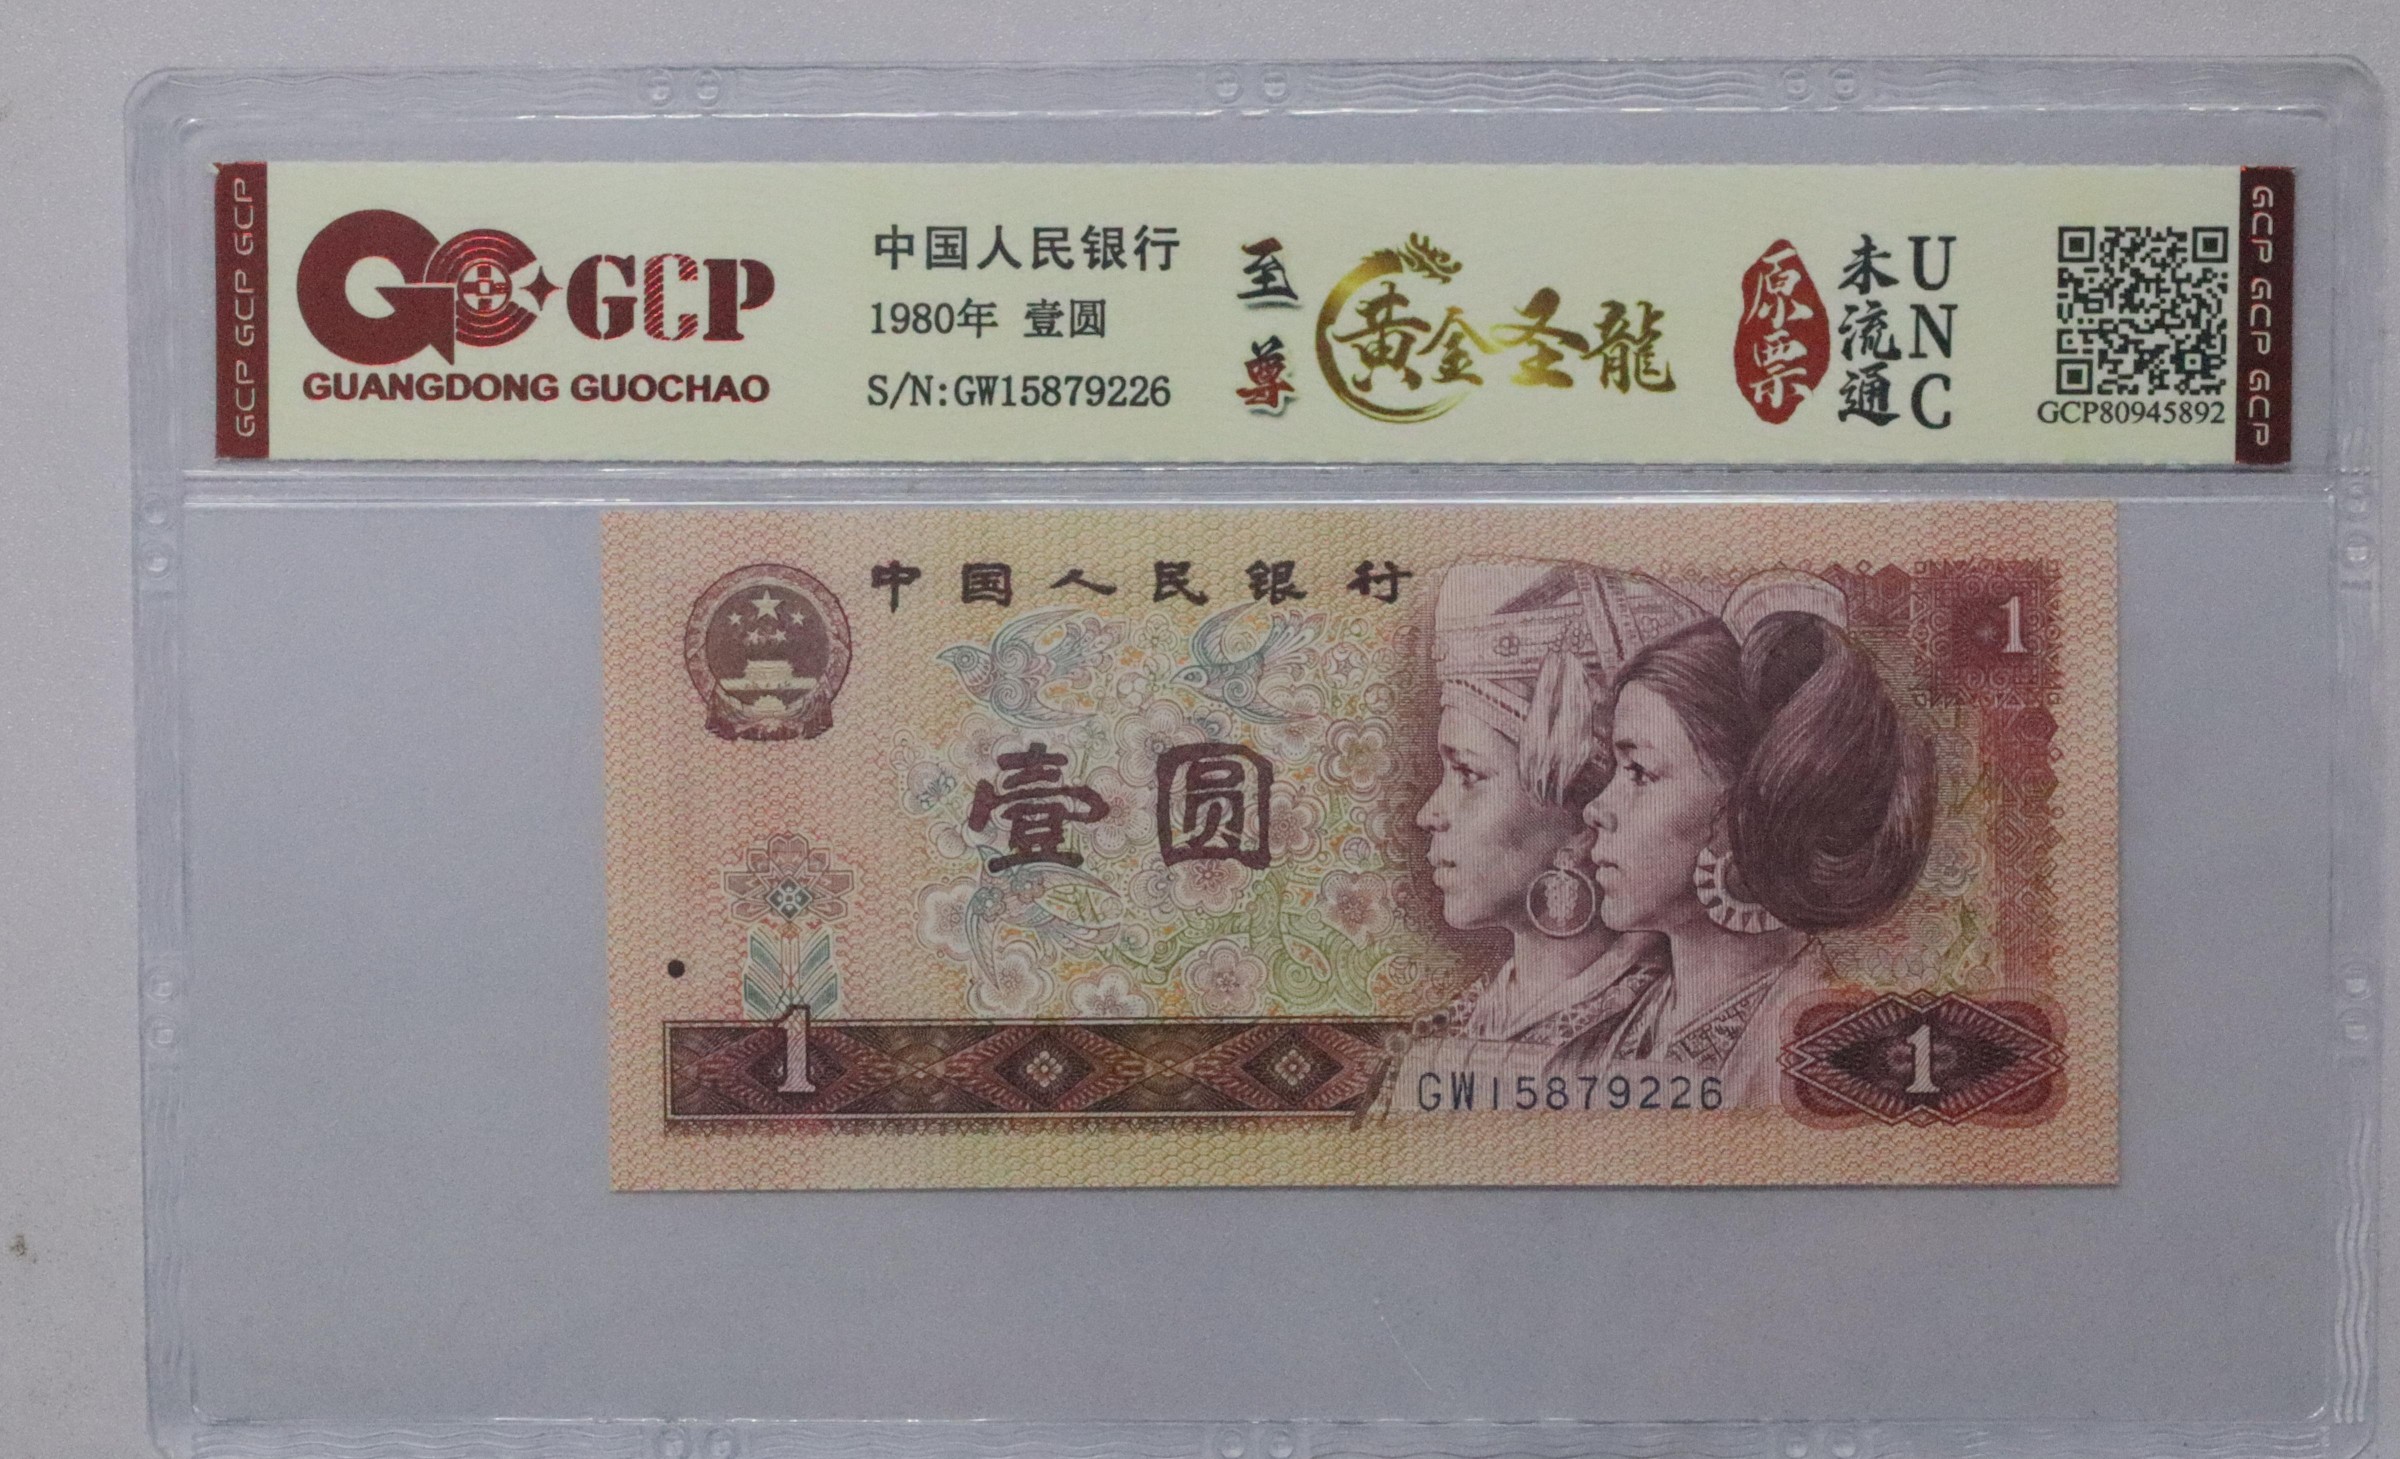 GCP GCP GCP
GCP
GUANGDONG GUOCHAO
中国人民银行
1980年 壹圆
S/N:GW15879226
至尊
黄金圣龍
原票
未流通
UNC
GCP80945892
GCP GCP GCP
中国人民银行
1
壹圆
1
GW15879226
1